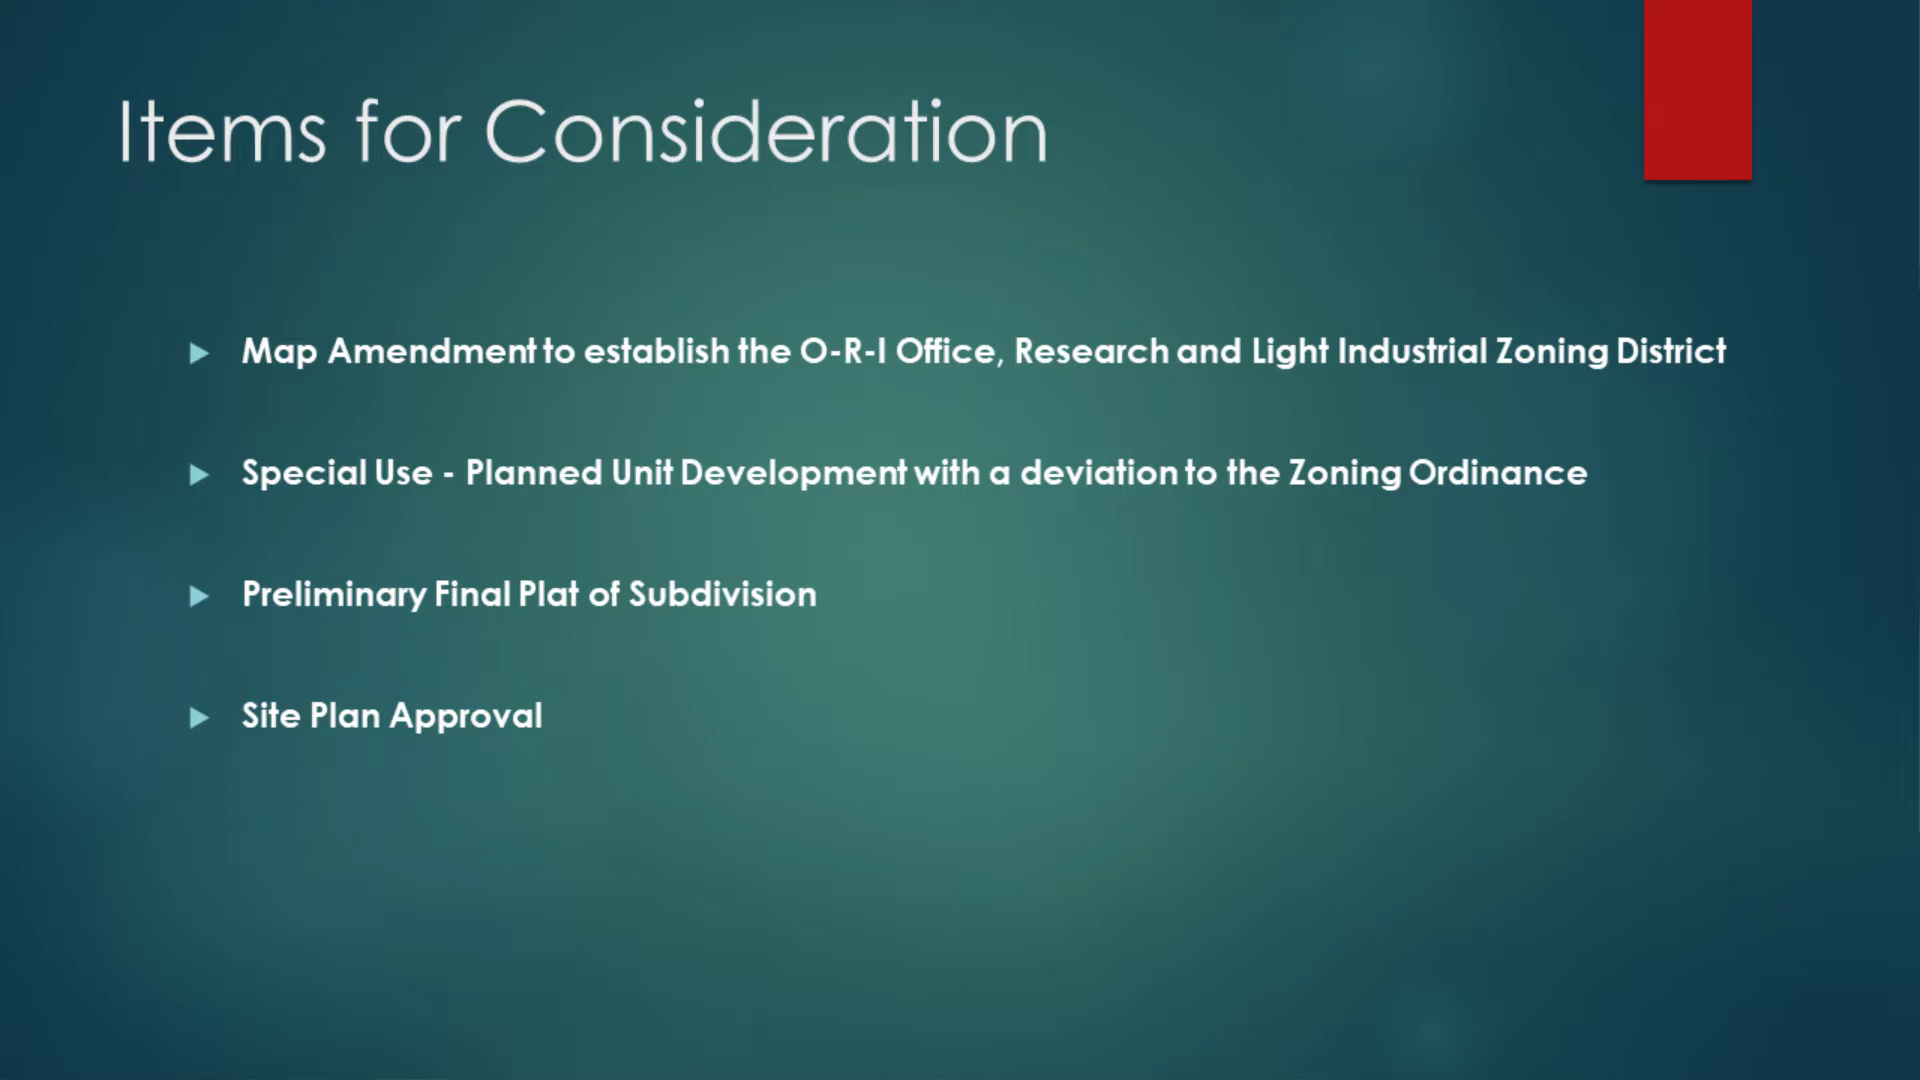 Items for Consideration
Map Amendment to establish the O-R-I Office, Research and Light Industrial Zoning District
Special Use - Planned Unit Development with a deviation to the Zoning Ordinance
Preliminary Final Plat of Subdivision
Site Plan Approval